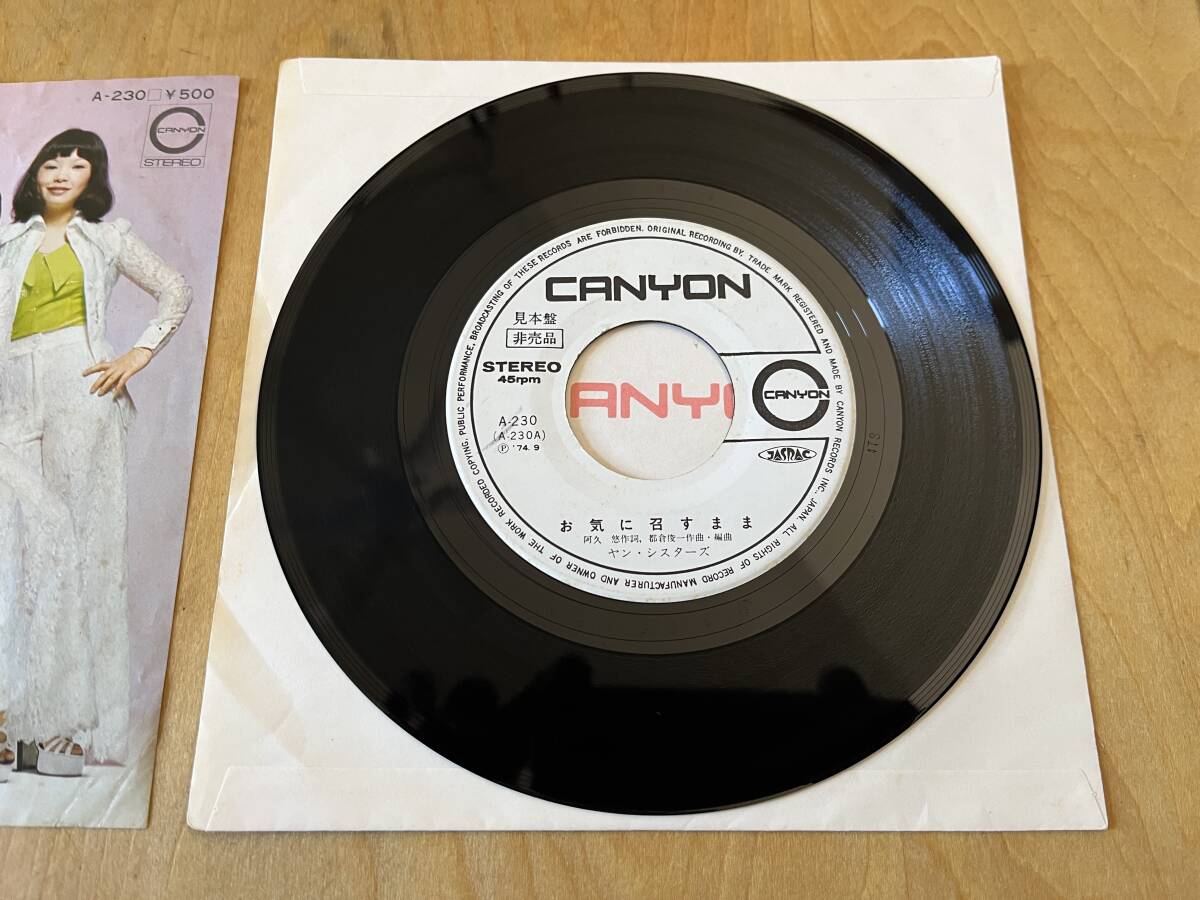 A-230 □ ¥500
CANYON
STEREO
RECORDED COPYING, PUBLIC PERFORMANCE, BROADCASTING OF THESE RECORDS ARE FORBIDDEN. ORIGINAL RECORDING BY, TRADE MARK REGISTERED AND MADE BY CANYON RECORDS INC., JAPAN. ALL RIGHTS OF RECORD MANUFACTURER AND OWNER OF THE WORK
CANYON
見本盤
非売品
STEREO
45rpm
ANYO
CANYON
A-230
(A-230A)
Ⓟ '74. 9
JASRAC
お気に召すまま
阿久 悠作詞、都倉俊一作曲・編曲
ヤン・シスターズ